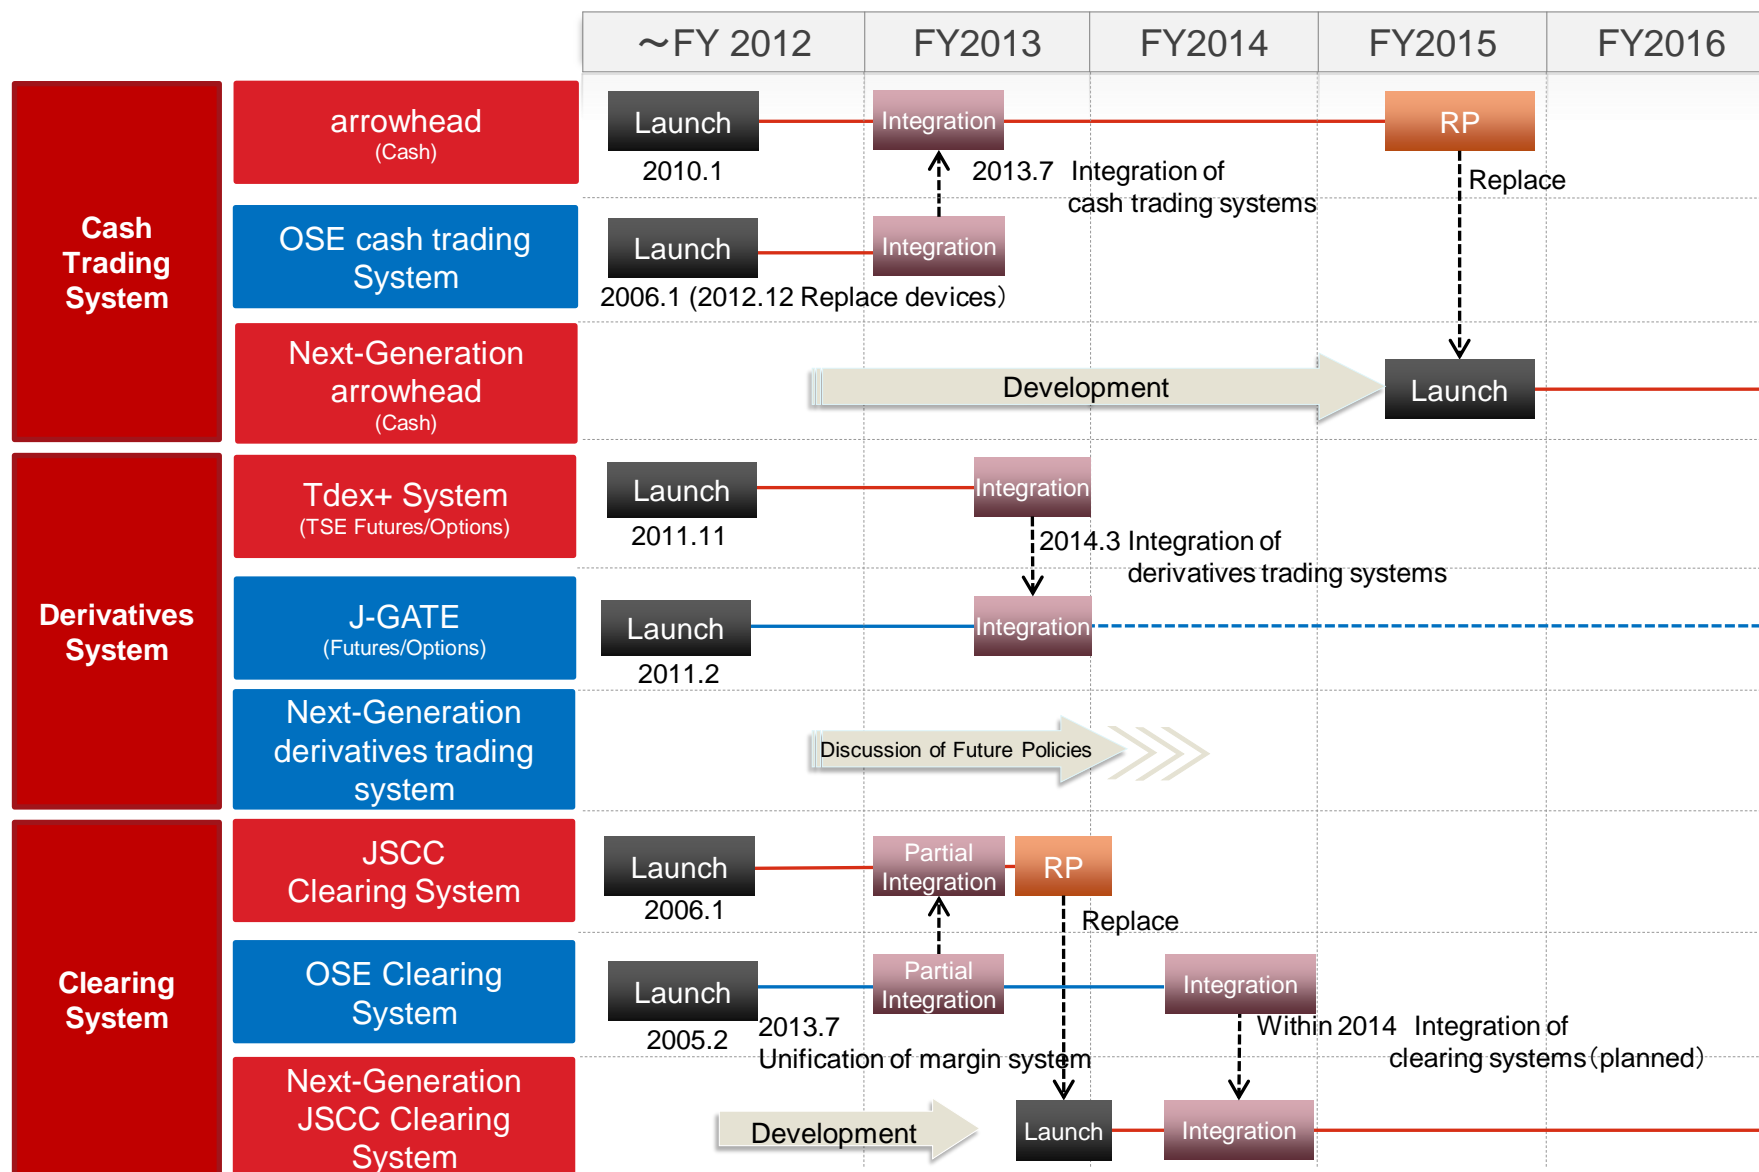 ～FY 2012
FY2013
FY2014
FY2015
FY2016
Cash
Trading
System
arrowhead
(Cash)
Launch
2010.1
Integration
2013.7 Integration of
cash trading systems
RP
Replace
OSE cash trading
System
Launch
Integration
2006.1 (2012.12 Replace devices）
Next-Generation
arrowhead
(Cash)
Development
Launch
Derivatives
System
Tdex+ System
(TSE Futures/Options)
Launch
2011.11
Integration
2014.3 Integration of
derivatives trading systems
J-GATE
(Futures/Options)
Launch
2011.2
Integration
Next-Generation
derivatives trading
system
Discussion of Future Policies
Clearing
System
JSCC
Clearing System
Launch
2006.1
Partial
Integration
RP
Replace
OSE Clearing
System
Launch
2005.2
Partial
Integration
2013.7
Unification of margin system
Integration
Within 2014 Integration of
clearing systems（planned）
Next-Generation
JSCC Clearing
System
Development
Launch
Integration